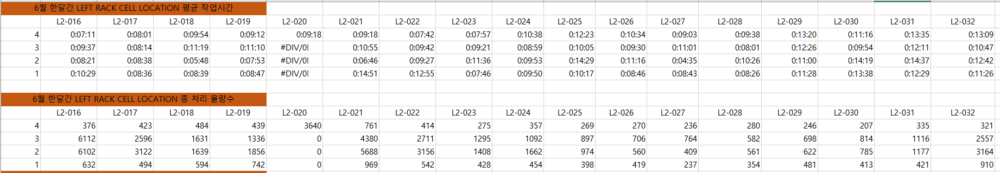 6월 한달간 LEFT RACK CELL LOCATION 평균 작업시간
L2-016 L2-017 L2-018 L2-019 L2-020 L2-021 L2-022 L2-023 L2-024 L2-025 L2-026 L2-027 L2-028 L2-029 L2-030 L2-031 L2-032
4 0:07:11 0:08:01 0:09:54 0:09:12 0:09:18 0:09:18 0:07:42 0:07:57 0:10:38 0:12:23 0:10:34 0:09:03 0:09:38 0:13:20 0:11:16 0:13:35 0:13:09
3 0:09:37 0:08:14 0:11:19 0:11:10 #DIV/0! 0:10:55 0:09:42 0:09:21 0:08:59 0:10:05 0:09:30 0:11:01 0:08:01 0:12:26 0:09:54 0:12:11 0:10:47
2 0:08:21 0:08:38 0:05:48 0:07:53 #DIV/0! 0:06:46 0:09:27 0:11:36 0:09:53 0:14:29 0:11:16 0:04:35 0:10:26 0:11:00 0:14:19 0:14:37 0:12:42
1 0:10:29 0:08:36 0:08:39 0:08:47 #DIV/0! 0:14:51 0:12:55 0:07:46 0:09:50 0:10:17 0:08:46 0:08:43 0:08:26 0:11:28 0:13:38 0:12:29 0:11:26
6월 한달간 LEFT RACK CELL LOCATION 총 처리 물량수
L2-016 L2-017 L2-018 L2-019 L2-020 L2-021 L2-022 L2-023 L2-024 L2-025 L2-026 L2-027 L2-028 L2-029 L2-030 L2-031 L2-032
4 376 423 484 439 3640 761 414 275 357 269 270 236 280 246 207 335 321
3 6112 2596 1631 1336 0 4380 2711 1295 1092 897 706 764 582 698 814 1116 2557
2 6102 3122 1639 1856 0 5688 3156 1408 1662 974 560 409 561 622 785 1177 3164
1 632 494 594 742 0 969 542 428 454 398 419 237 354 481 413 421 910